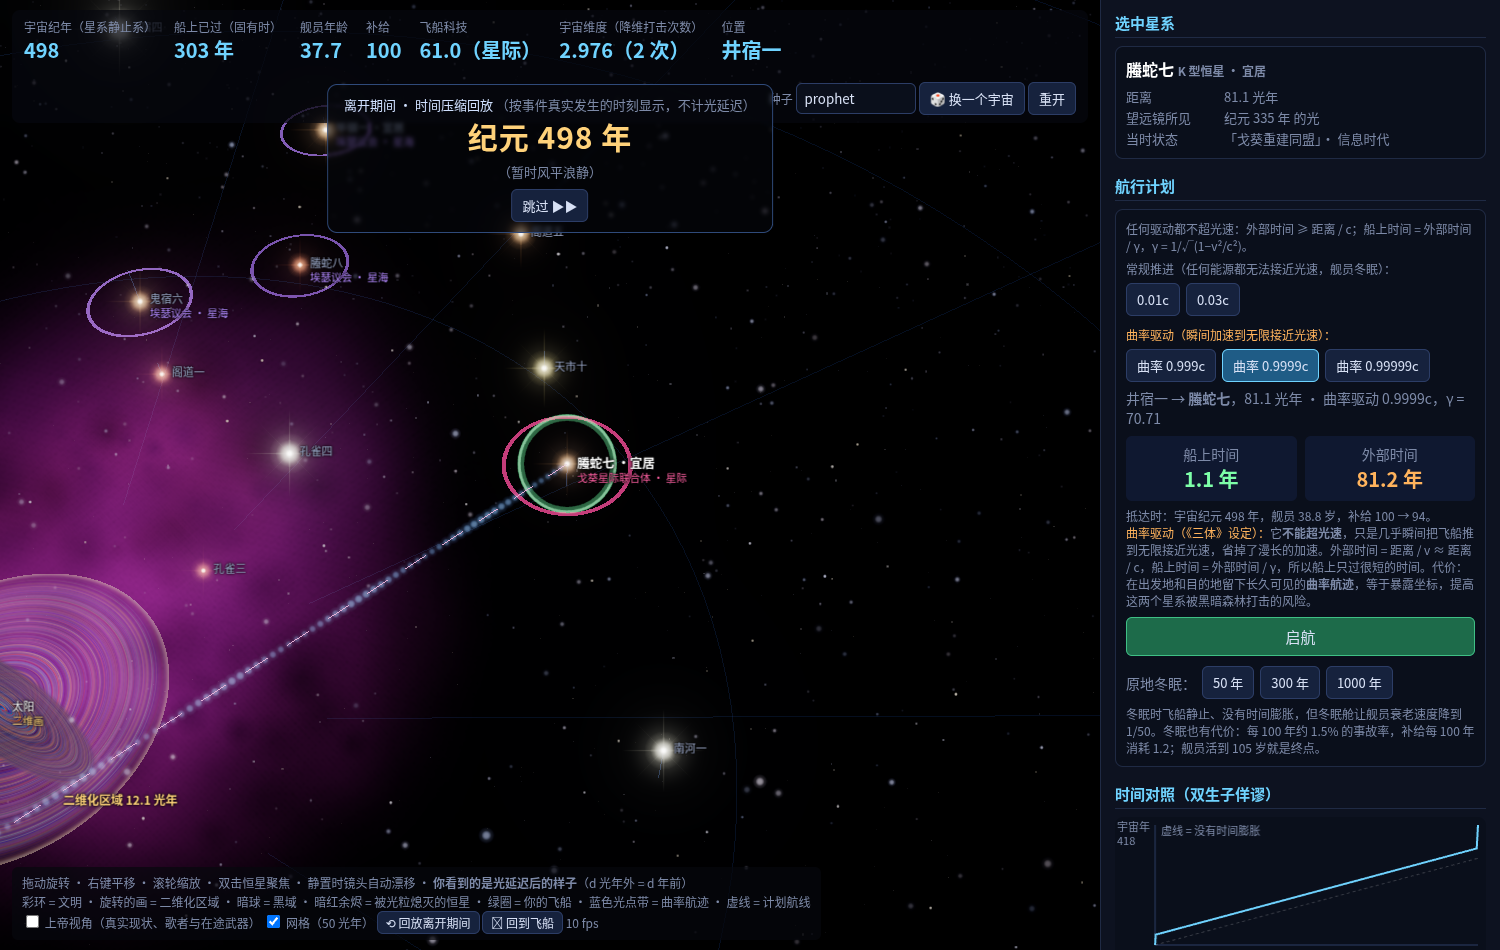 宇宙纪年（星系静止系）
498
船上已过（固有时）
303 年
舰员年龄
37.7
补给
100
飞船科技
61.0（星际）
宇宙维度（降维打击次数）
2.976（2 次）
位置
井宿一
种子
prophet
🎲 换一个宇宙
重开
离开期间 · 时间压缩回放 （按事件真实发生的时刻显示，不计光延迟）
纪元 498 年
（暂时风平浪静）
跳过 ▶▶
阁道五
螣蛇八
埃瑟议会 · 星海
鬼宿六
埃瑟议会 · 星海
阁道一
天市十
孔雀四
螣蛇七 · 宜居
戈葵星际联合体 · 星际
孔雀三
太阳
二维画
南河一
二维化区域 12.1 光年
拖动旋转 · 右键平移 · 滚轮缩放 · 双击恒星聚焦 · 静置时镜头自动漂移 · 你看到的是光延迟后的样子（d 光年外 = d 年前）
彩环 = 文明 · 旋转的画 = 二维化区域 · 暗球 = 黑域 · 暗红余烬 = 被光粒熄灭的恒星 · 绿圈 = 你的飞船 · 蓝色光点带 = 曲率航迹 · 虚线 = 计划航线
上帝视角（真实现状、歌者与在途武器）
网格（50 光年）
⟲ 回放离开期间
回到飞船
10 fps
选中星系
螣蛇七 K 型恒星 · 宜居
距离 81.1 光年
望远镜所见 纪元 335 年 的光
当时状态 「戈葵重建同盟」· 信息时代
航行计划
任何驱动都不超光速：外部时间 ⩾ 距离 / c；船上时间 = 外部时间
/ γ，γ = 1/√(1−v²/c²)。
常规推进（任何能源都无法接近光速，舰员冬眠）：
0.01c
0.03c
曲率驱动（瞬间加速到无限接近光速）：
曲率 0.999c
曲率 0.9999c
曲率 0.99999c
井宿一 → 螣蛇七，81.1 光年 · 曲率驱动 0.9999c，γ =
70.71
船上时间
1.1 年
外部时间
81.2 年
抵达时：宇宙纪元 498 年，舰员 38.8 岁，补给 100 → 94。
曲率驱动（《三体》设定）：它不能超光速，只是几乎瞬间把飞船推
到无限接近光速，省掉了漫长的加速。外部时间 = 距离 / v ≈ 距离
/ c，船上时间 = 外部时间 / γ，所以船上只过很短的时间。代价：
在出发地和目的地留下长久可见的曲率航迹，等于暴露坐标，提高
这两个星系被黑暗森林打击的风险。
启航
原地冬眠：
50 年
300 年
1000 年
冬眠时飞船静止、没有时间膨胀，但冬眠舱让舰员衰老速度降到
1/50。冬眠也有代价：每 100 年约 1.5% 的事故率，补给每 100 年
消耗 1.2；舰员活到 105 岁就是终点。
时间对照（双生子佯谬）
宇宙年
418
虚线 = 没有时间膨胀